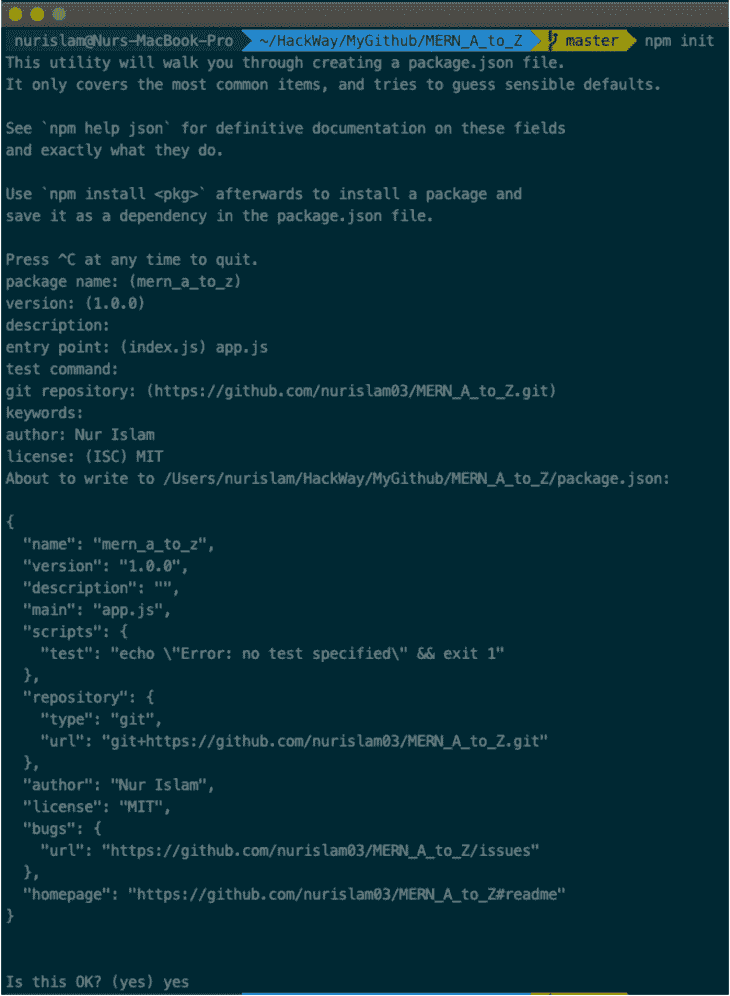 nurislam@Nurs-MacBook-Pro ~/HackWay/MyGithub/MERN_A_to_Z master npm init
This utility will walk you through creating a package.json file.
It only covers the most common items, and tries to guess sensible defaults.
See `npm help json` for definitive documentation on these fields
and exactly what they do.
Use `npm install <pkg>` afterwards to install a package and
save it as a dependency in the package.json file.
Press ^C at any time to quit.
package name: (mern_a_to_z)
version: (1.0.0)
description:
entry point: (index.js) app.js
test command:
git repository: (https://github.com/nurislam03/MERN_A_to_Z.git)
keywords:
author: Nur Islam
license: (ISC) MIT
About to write to /Users/nurislam/HackWay/MyGithub/MERN_A_to_Z/package.json:
{
  "name": "mern_a_to_z",
  "version": "1.0.0",
  "description": "",
  "main": "app.js",
  "scripts": {
    "test": "echo \"Error: no test specified\" && exit 1"
  },
  "repository": {
    "type": "git",
    "url": "git+https://github.com/nurislam03/MERN_A_to_Z.git"
  },
  "author": "Nur Islam",
  "license": "MIT",
  "bugs": {
    "url": "https://github.com/nurislam03/MERN_A_to_Z/issues"
  },
  "homepage": "https://github.com/nurislam03/MERN_A_to_Z#readme"
}
Is this OK? (yes) yes